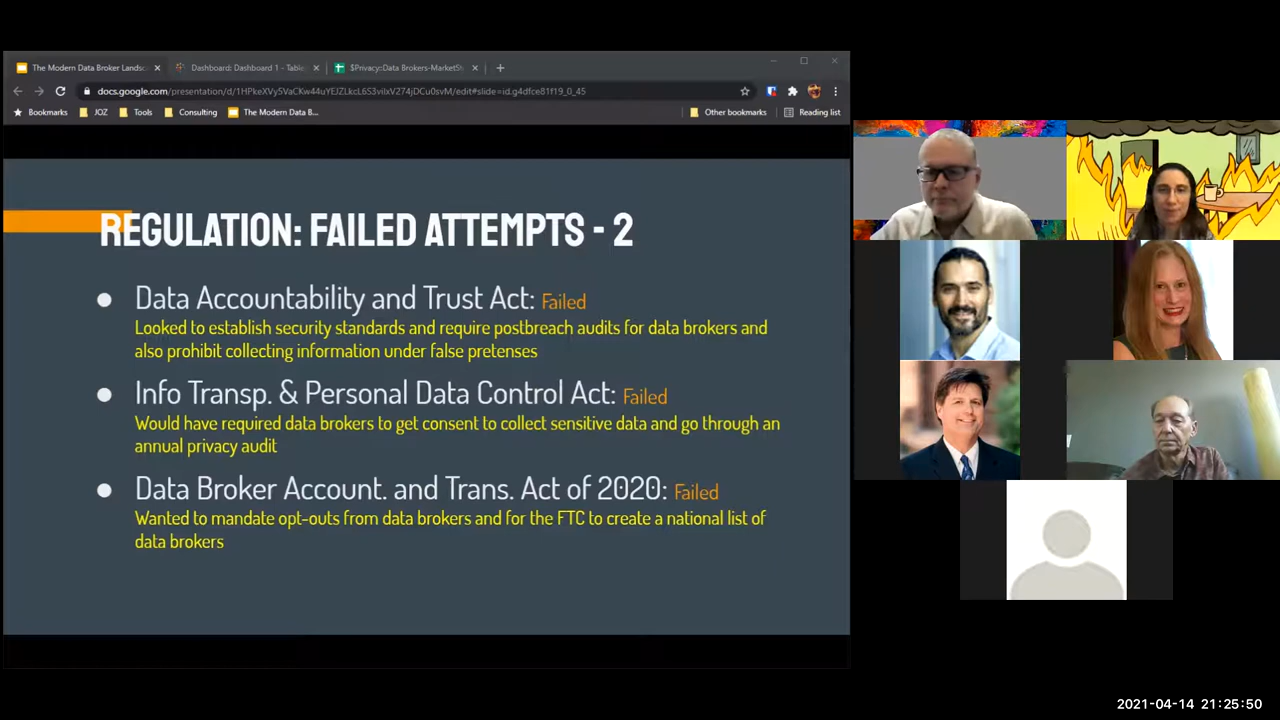 The Modern Data Broker Landsc
Dashboard: Dashboard 1 - Table
$Privacy::Data Brokers-MarketSh
docs.google.com/presentation/d/1HPkeXVy5VaCKw44uYEJZLkcL6S3vilxVZ74jDCu0svM/edit#slide=id.g4dfce81f19_0_45
Bookmarks JOZ Tools Consulting The Modern Data B... Other bookmarks Reading list
REGULATION: FAILED ATTEMPTS - 2
● Data Accountability and Trust Act: Failed
Looked to establish security standards and require postbreach audits for data brokers and
also prohibit collecting information under false pretenses
● Info Transp. & Personal Data Control Act: Failed
Would have required data brokers to get consent to collect sensitive data and go through an
annual privacy audit
● Data Broker Account. and Trans. Act of 2020: Failed
Wanted to mandate opt-outs from data brokers and for the FTC to create a national list of
data brokers
2021-04-14 21:25:50